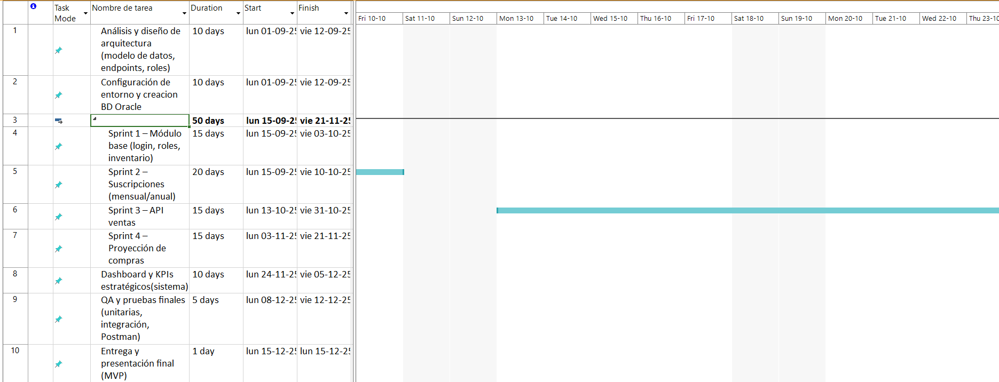 Task Mode
Nombre de tarea
Duration
Start
Finish
Fri 10-10
Sat 11-10
Sun 12-10
Mon 13-10
Tue 14-10
Wed 15-10
Thu 16-10
Fri 17-10
Sat 18-10
Sun 19-10
Mon 20-10
Tue 21-10
Wed 22-10
Thu 23-10
1
Análisis y diseño de
arquitectura
(modelo de datos,
endpoints, roles)
10 days
lun 01-09-25
vie 12-09-25
2
Configuración de
entorno y creacion
BD Oracle
10 days
lun 01-09-25
vie 12-09-25
3
50 days
lun 15-09-25
vie 21-11-25
4
Sprint 1 – Módulo
base (login, roles,
inventario)
15 days
lun 15-09-25
vie 03-10-25
5
Sprint 2 –
Suscripciones
(mensual/anual)
20 days
lun 15-09-25
vie 10-10-25
6
Sprint 3 – API
ventas
15 days
lun 13-10-25
vie 31-10-25
7
Sprint 4 –
Proyección de
compras
15 days
lun 03-11-25
vie 21-11-25
8
Dashboard y KPIs
estratégicos(sistema)
10 days
lun 24-11-25
vie 05-12-25
9
QA y pruebas finales
(unitarias,
integración,
Postman)
5 days
lun 08-12-25
vie 12-12-25
10
Entrega y
presentación final
(MVP)
1 day
lun 15-12-25
lun 15-12-25